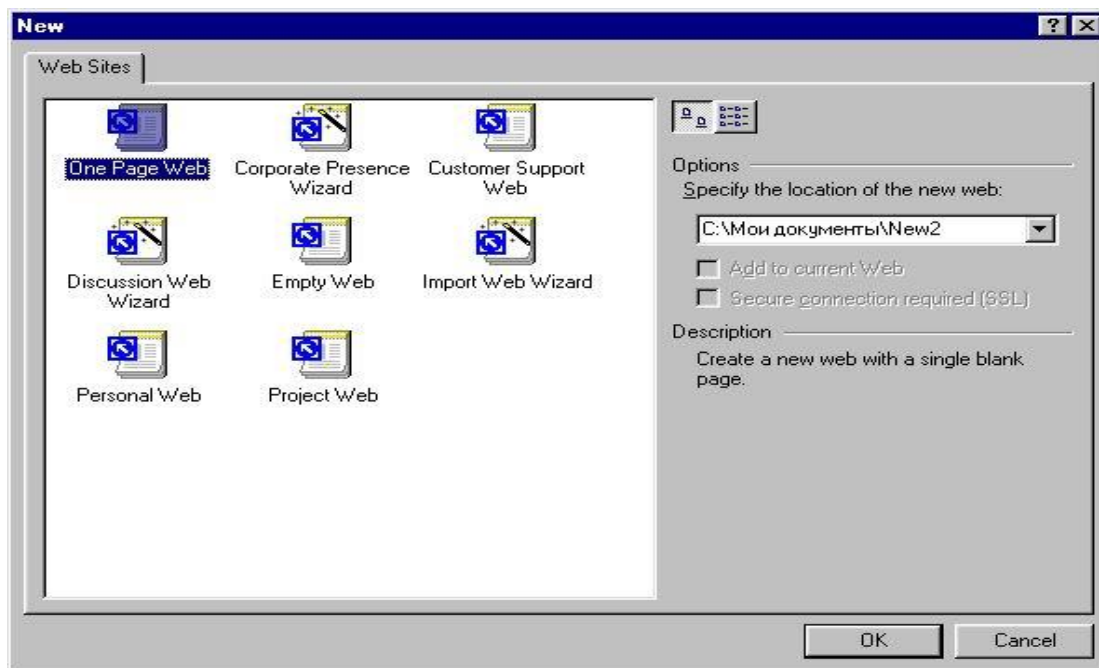 New
Web Sites
One Page Web
Corporate Presence
Wizard
Customer Support
Web
Discussion Web
Wizard
Empty Web
Import Web Wizard
Personal Web
Project Web
Options
Specify the location of the new web:
C:\Мои документы\New2
Add to current Web
Secure connection required (SSL)
Description
Create a new web with a single blank
page.
OK
Cancel